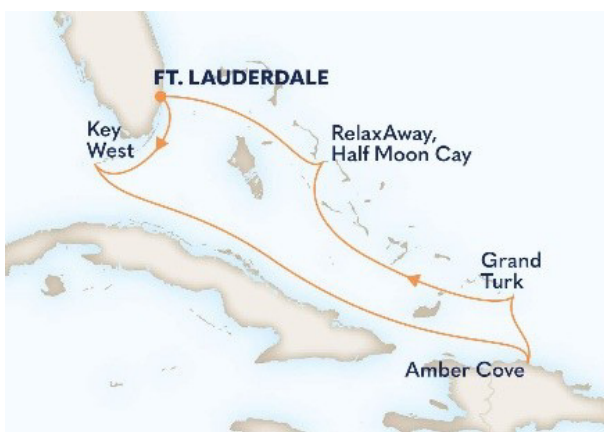 FT. LAUDERDALE
Key
West
RelaxAway,
Half Moon Cay
Grand
Turk
Amber Cove